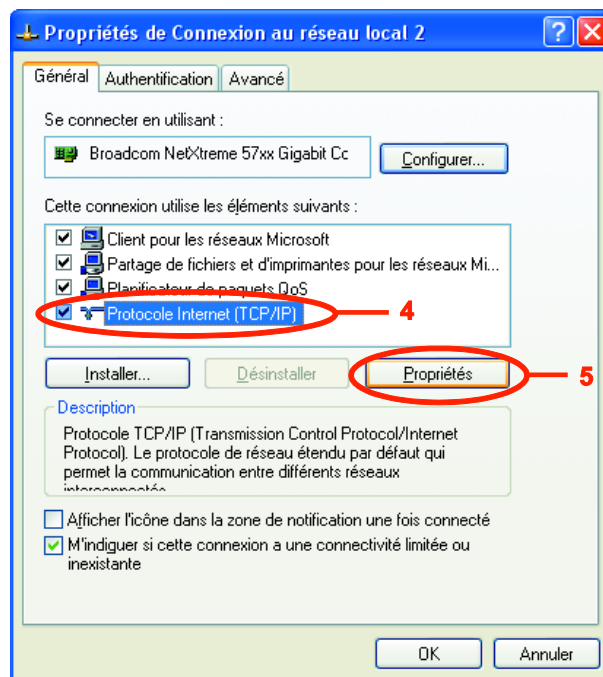 Propriétés de Connexion au réseau local 2
Général Authentification Avancé
Se connecter en utilisant :
Broadcom NetXtreme 57xx Gigabit Cc Configurer...
Cette connexion utilise les éléments suivants :
Client pour les réseaux Microsoft
Partage de fichiers et d'imprimantes pour les réseaux Mi...
Planificateur de paquets QoS
Protocole Internet (TCP/IP) 4
Installer... Désinstaller Propriétés 5
Description
Protocole TCP/IP (Transmission Control Protocol/Internet
Protocol). Le protocole de réseau étendu par défaut qui
permet la communication entre différents réseaux
interconnectés
Afficher l'icône dans la zone de notification une fois connecté
M'indiquer si cette connexion a une connectivité limitée ou
inexistante
OK Annuler